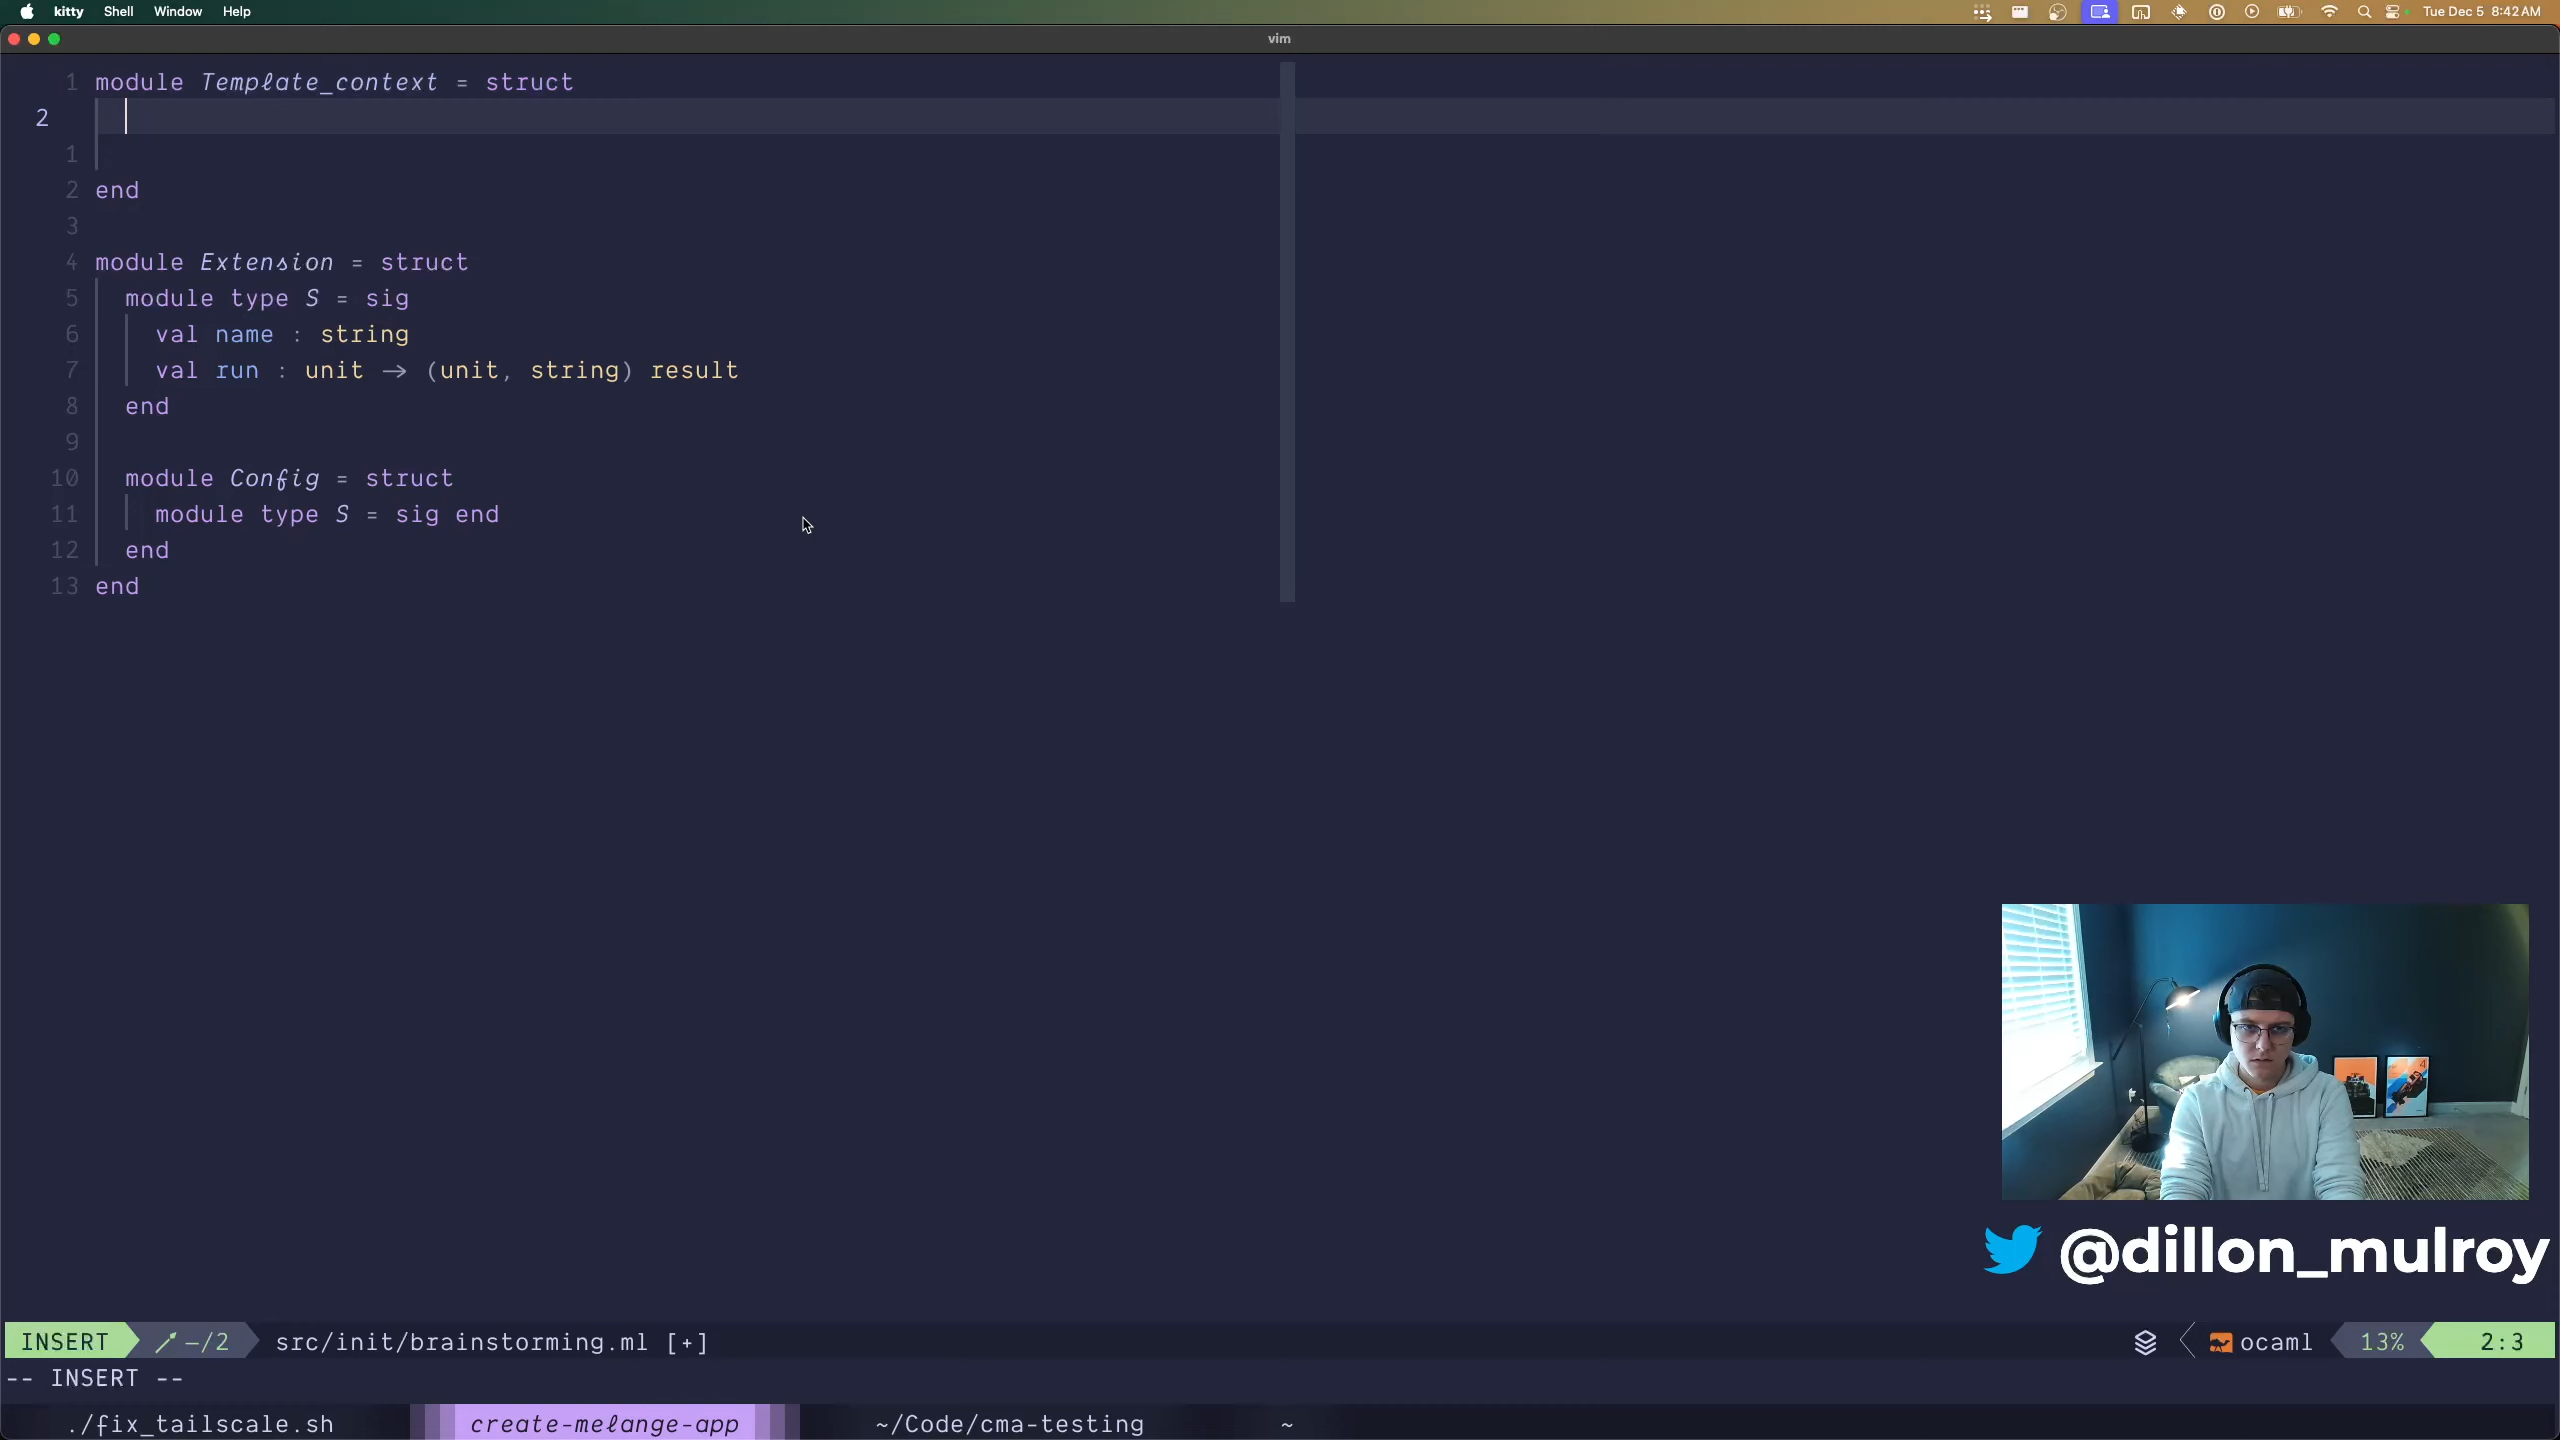 kitty Shell Window Help
Tue Dec 5 8:42 AM
vim
1 module Template_context = struct
2
1
2 end
3
4 module Extension = struct
5 module type S = sig
6 val name : string
7 val run : unit → (unit, string) result
8 end
9
10 module Config = struct
11 module type S = sig end
12 end
13 end
@dillon_mulroy
INSERT –/2 src/init/brainstorming.ml [+] ocaml 13% 2:3
-- INSERT --
./fix_tailscale.sh create-melange-app ~/Code/cma-testing ~